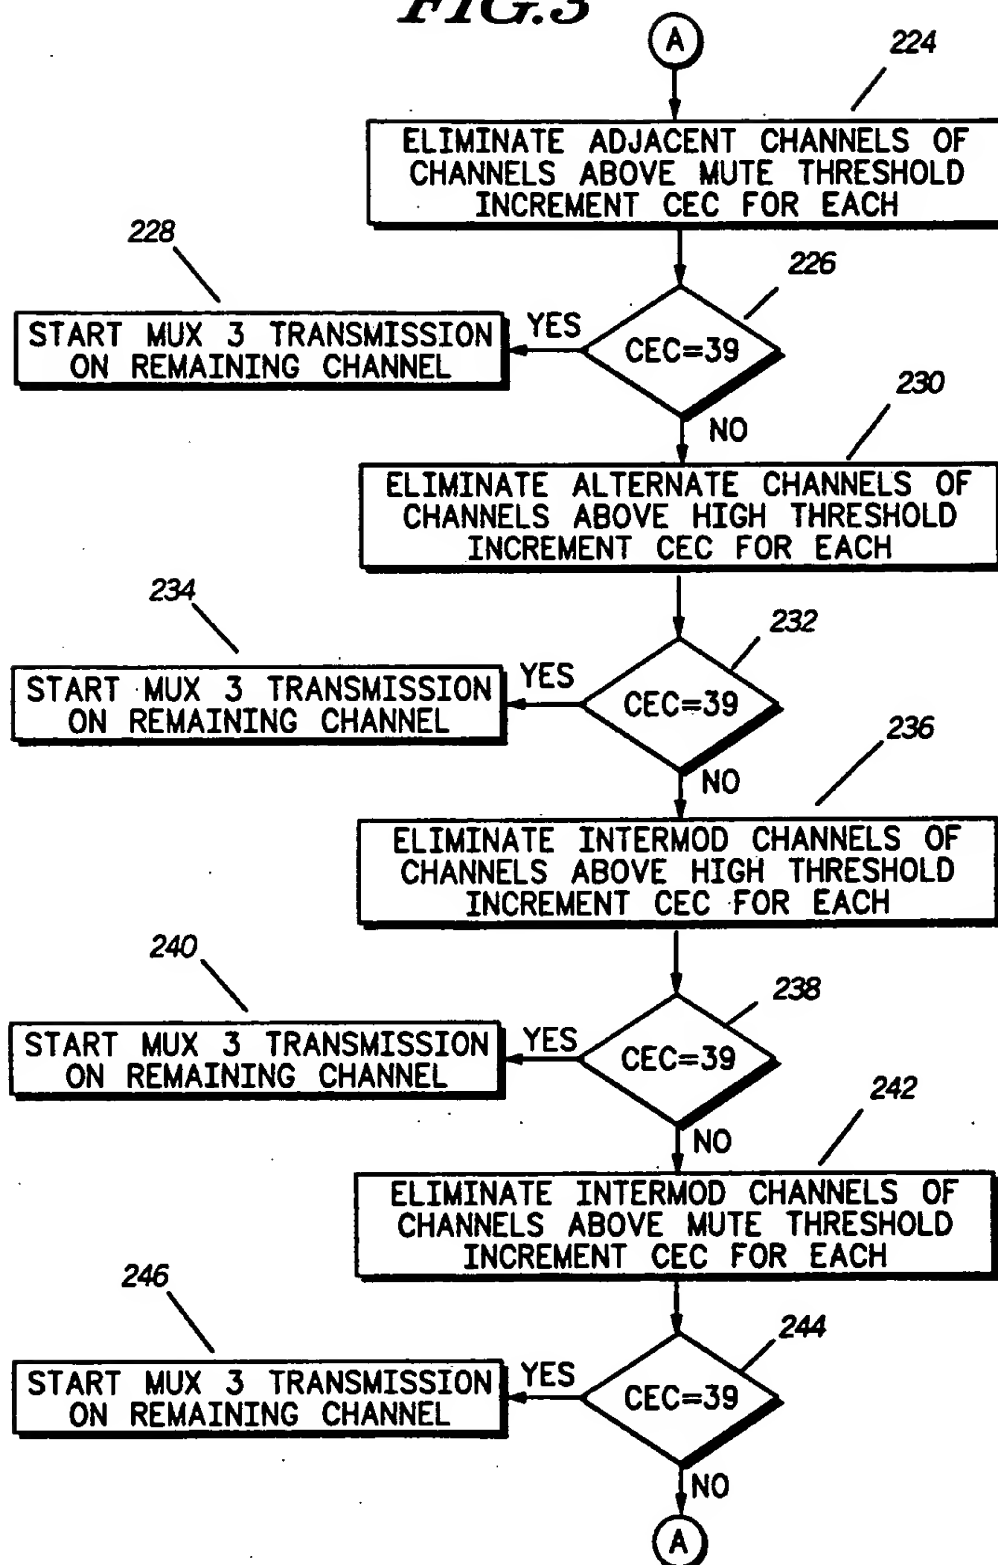 FIG.3
A
224
ELIMINATE ADJACENT CHANNELS OF
CHANNELS ABOVE MUTE THRESHOLD
INCREMENT CEC FOR EACH
228
226
START MUX 3 TRANSMISSION
ON REMAINING CHANNEL
YES
CEC=39
NO
230
ELIMINATE ALTERNATE CHANNELS OF
CHANNELS ABOVE HIGH THRESHOLD
INCREMENT CEC FOR EACH
234
232
START MUX 3 TRANSMISSION
ON REMAINING CHANNEL
YES
CEC=39
NO
236
ELIMINATE INTERMOD CHANNELS OF
CHANNELS ABOVE HIGH THRESHOLD
INCREMENT CEC FOR EACH
240
238
START MUX 3 TRANSMISSION
ON REMAINING CHANNEL
YES
CEC=39
NO
242
ELIMINATE INTERMOD CHANNELS OF
CHANNELS ABOVE MUTE THRESHOLD
INCREMENT CEC FOR EACH
246
244
START MUX 3 TRANSMISSION
ON REMAINING CHANNEL
YES
CEC=39
NO
A